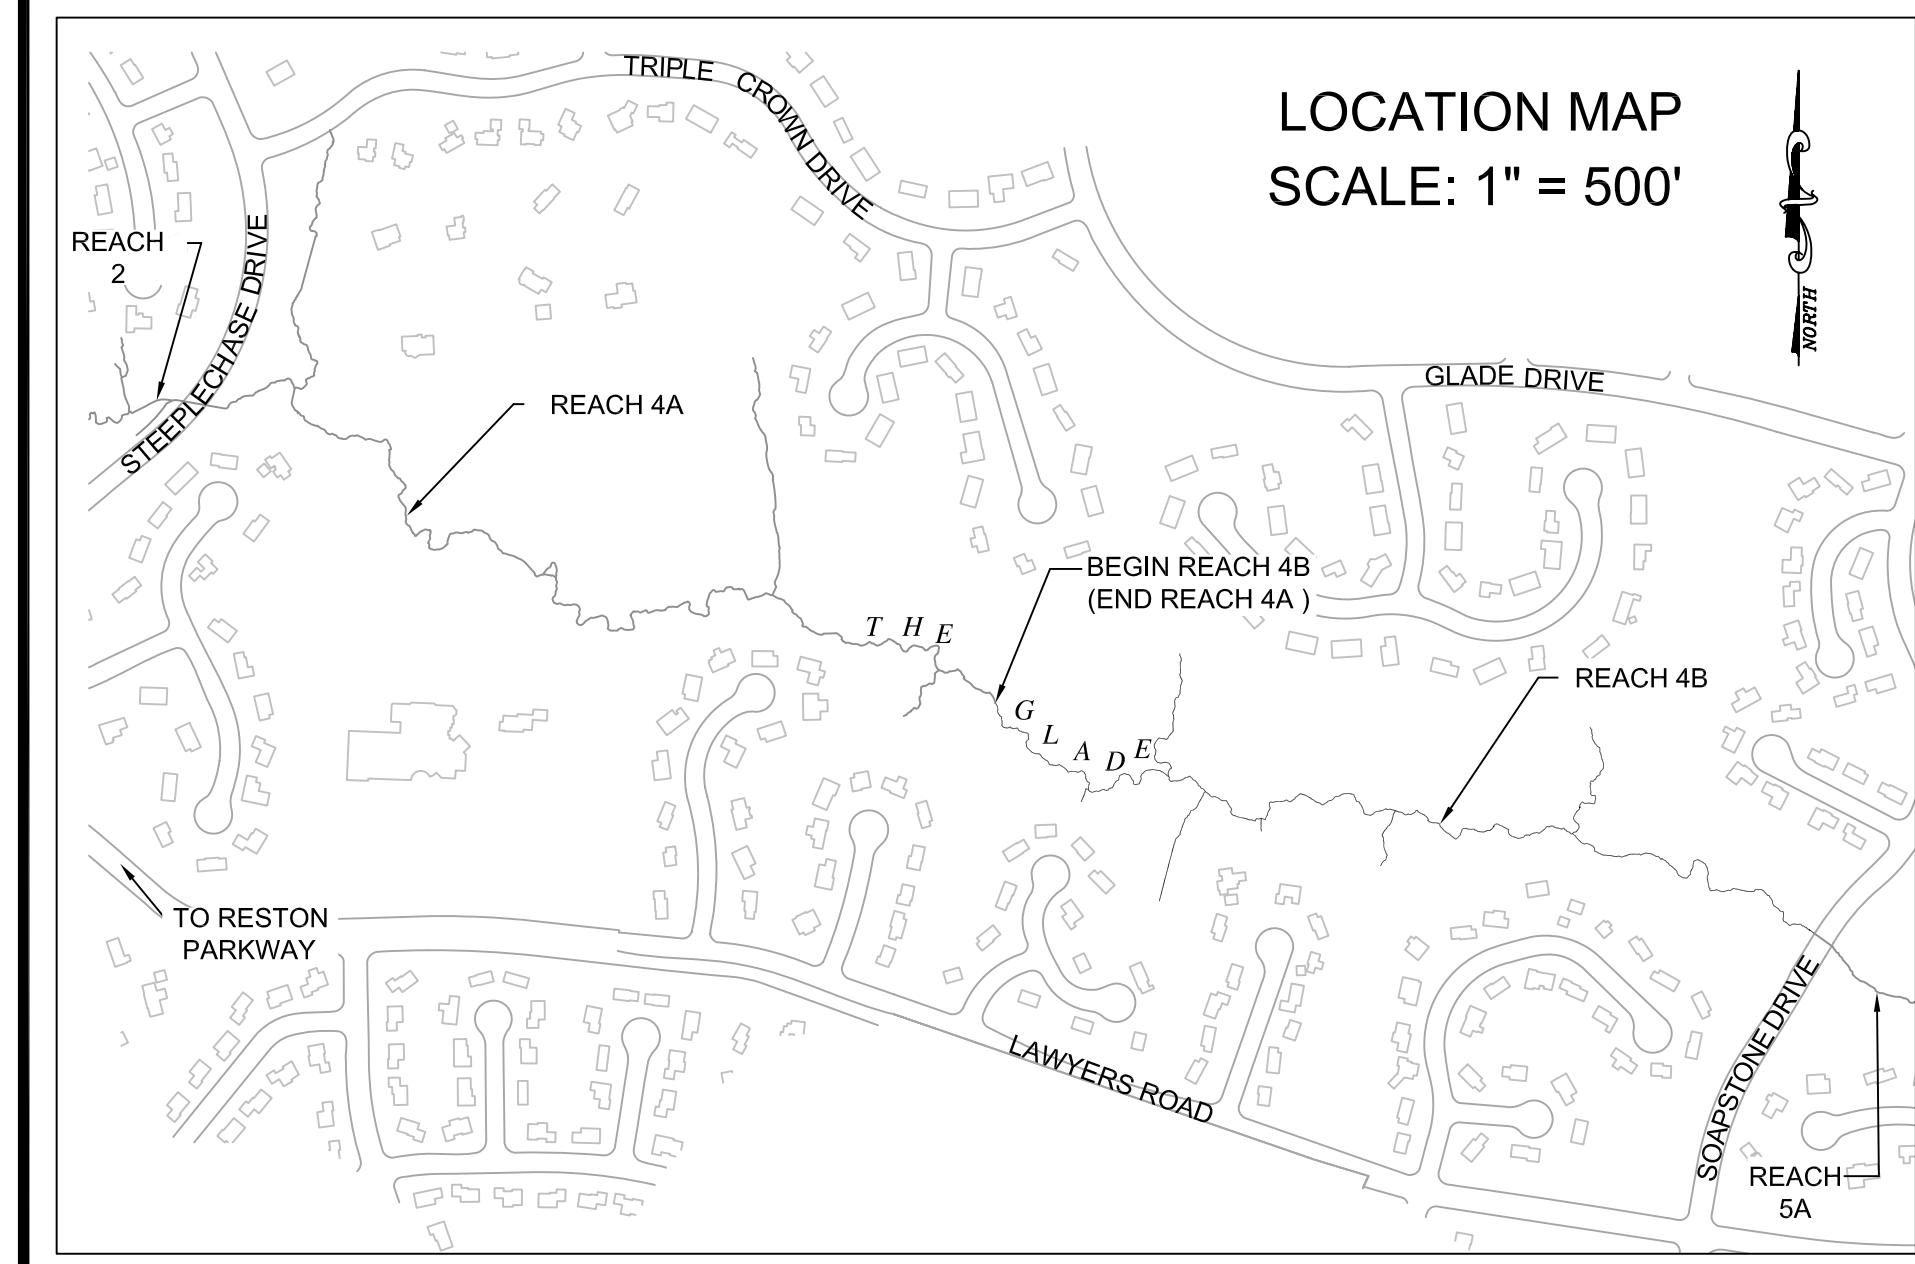 LOCATION MAP
SCALE: 1" = 500'
NORTH
TRIPLE CROWN DRIVE
REACH
2
STEEPLECHASE DRIVE
GLADE DRIVE
REACH 4A
BEGIN REACH 4B
(END REACH 4A )
THE
GLADE
REACH 4B
TO RESTON
PARKWAY
LAWYERS ROAD
SOAPSTONE DRIVE
REACH
5A